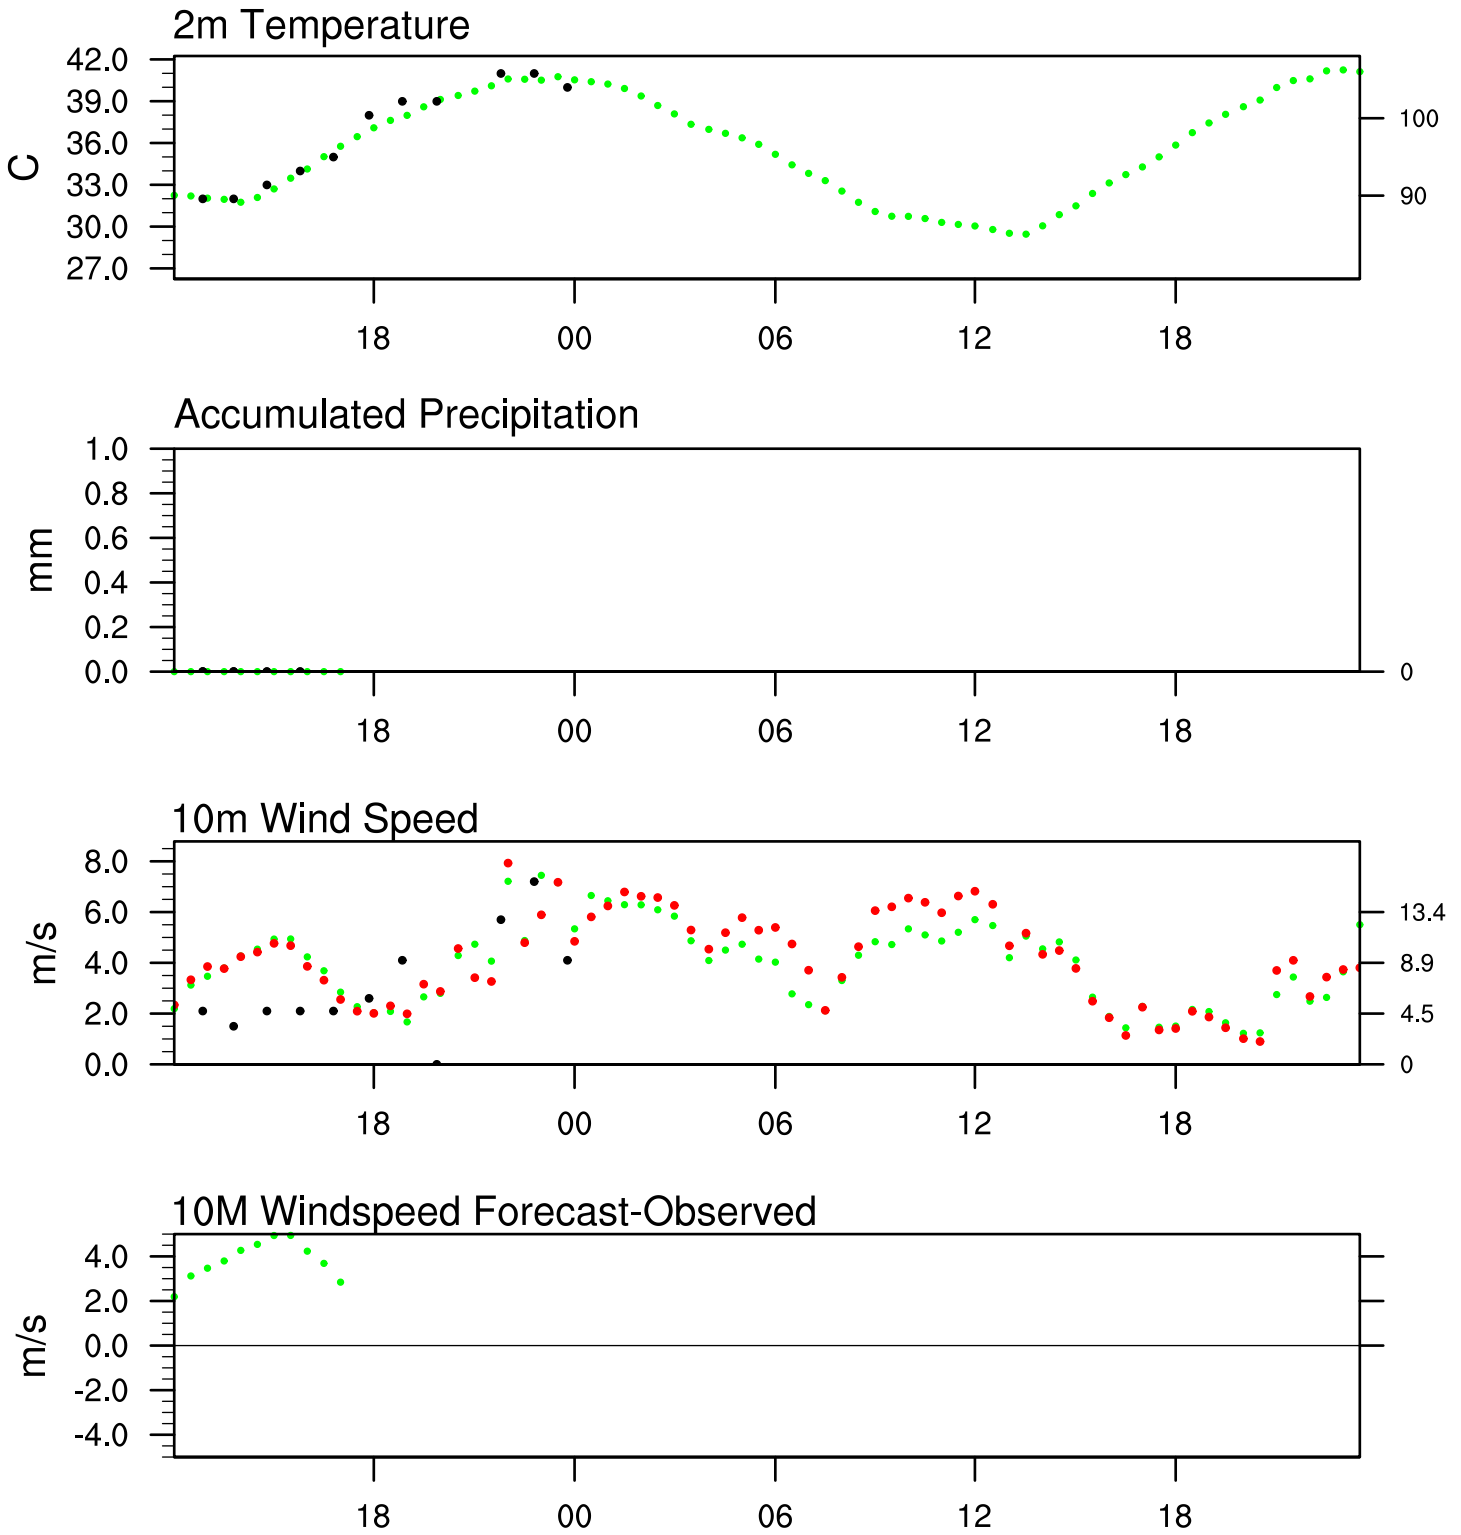 2m Temperature
42.0
39.0
36.0
33.0
30.0
27.0
C
100
90
18 00 06 12 18
Accumulated Precipitation
1.0
0.8
0.6
0.4
0.2
0.0
mm
0
18 00 06 12 18
10m Wind Speed
8.0
6.0
4.0
2.0
0.0
m/s
13.4
8.9
4.5
0
18 00 06 12 18
10M Windspeed Forecast-Observed
4.0
2.0
0.0
-2.0
-4.0
m/s
18 00 06 12 18